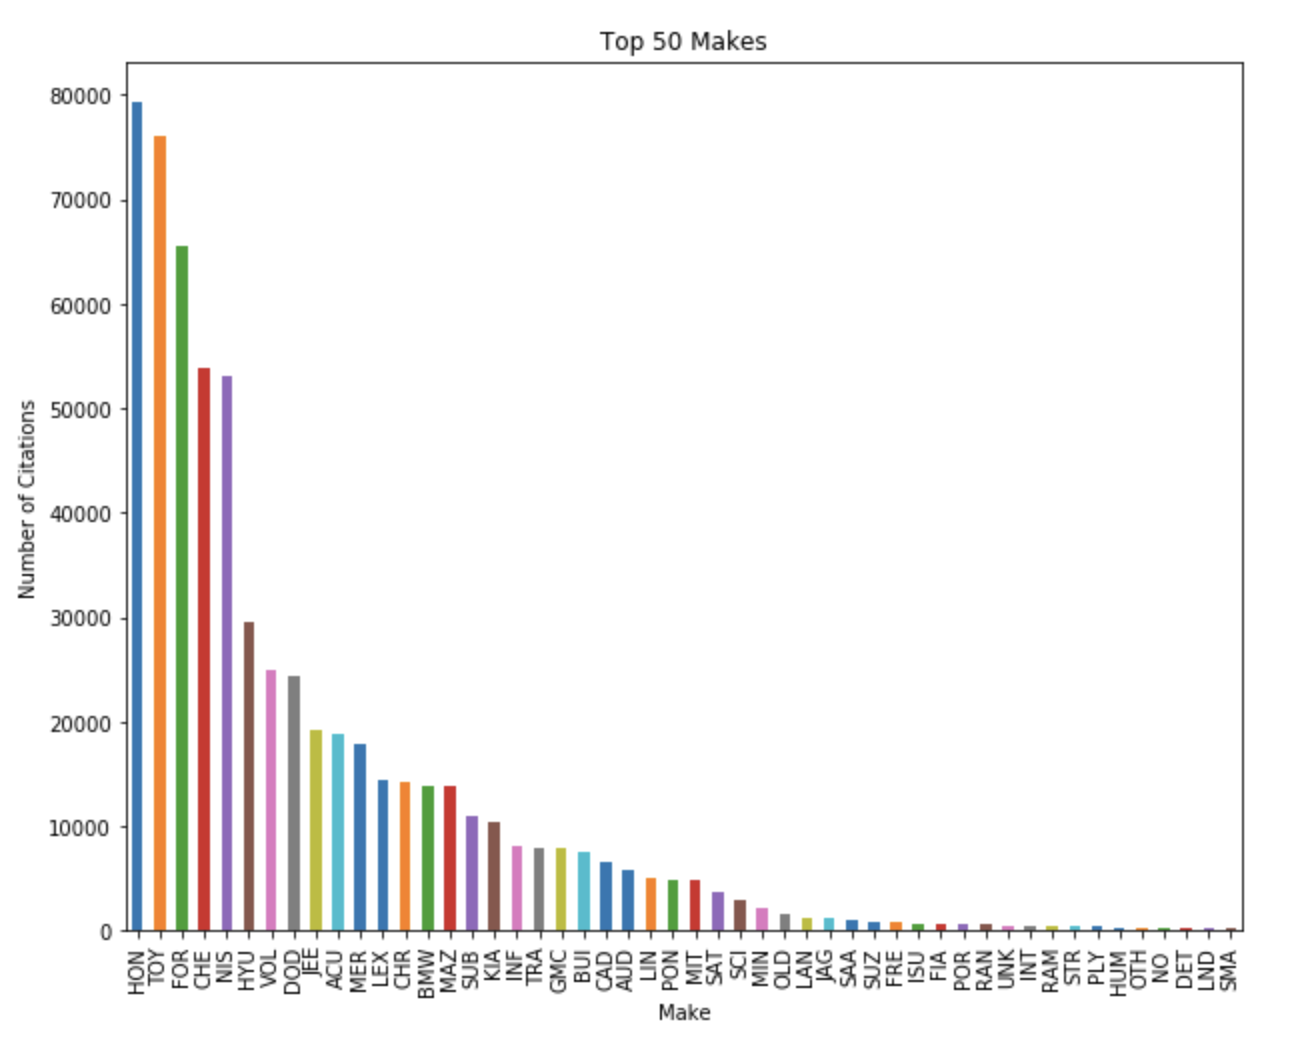 Top 50 Makes
Number of Citations
80000
70000
60000
50000
40000
30000
20000
10000
0
HON TOY FOR CHE NIS HYU VOL DOD JEE ACU MER LEX CHR BMW MAZ SUB KIA INF TRA GMC BUI CAD AUD LIN PON MIT SAT SCI MIN OLD LAN JAG SAA SUZ FRE ISU FIA POR RAN UNK INT RAM STR PLY HUM OTH NO DET LND SMA
Make